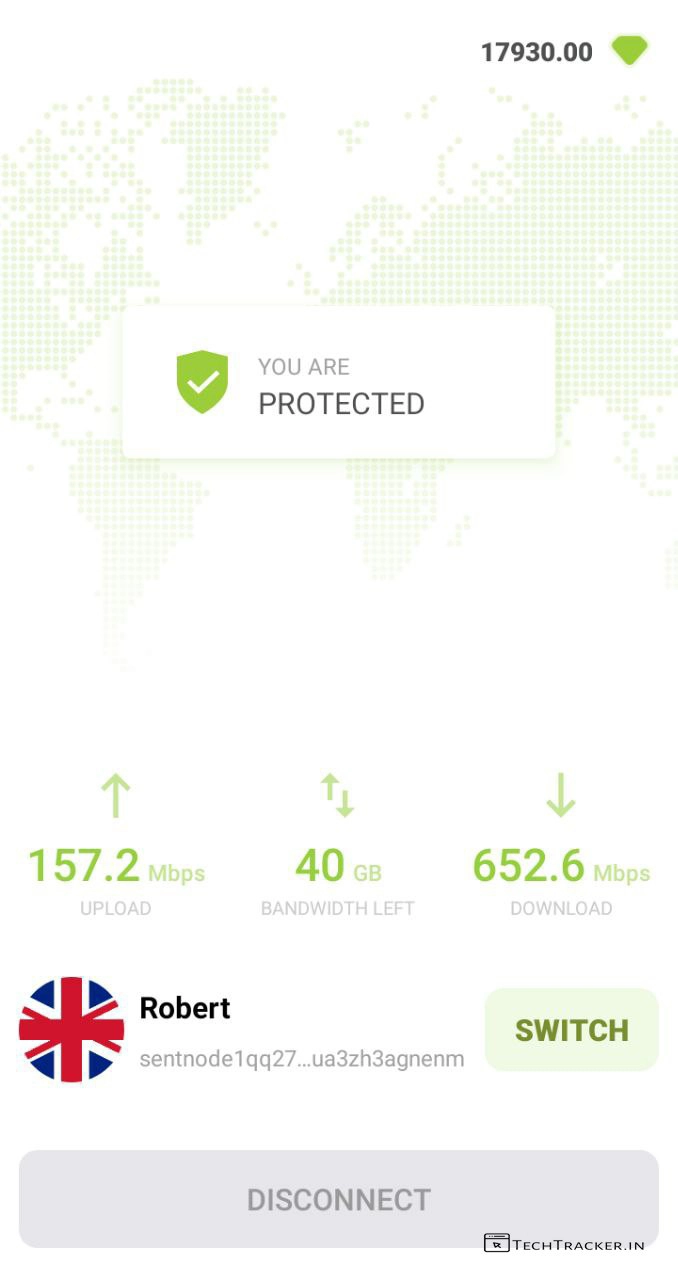 17930.00
YOU ARE
PROTECTED
157.2 Mbps
UPLOAD
40 GB
BANDWIDTH LEFT
652.6 Mbps
DOWNLOAD
Robert
sentnode1qq27...ua3zh3agnenm
SWITCH
DISCONNECT
TECHTRACKER.IN